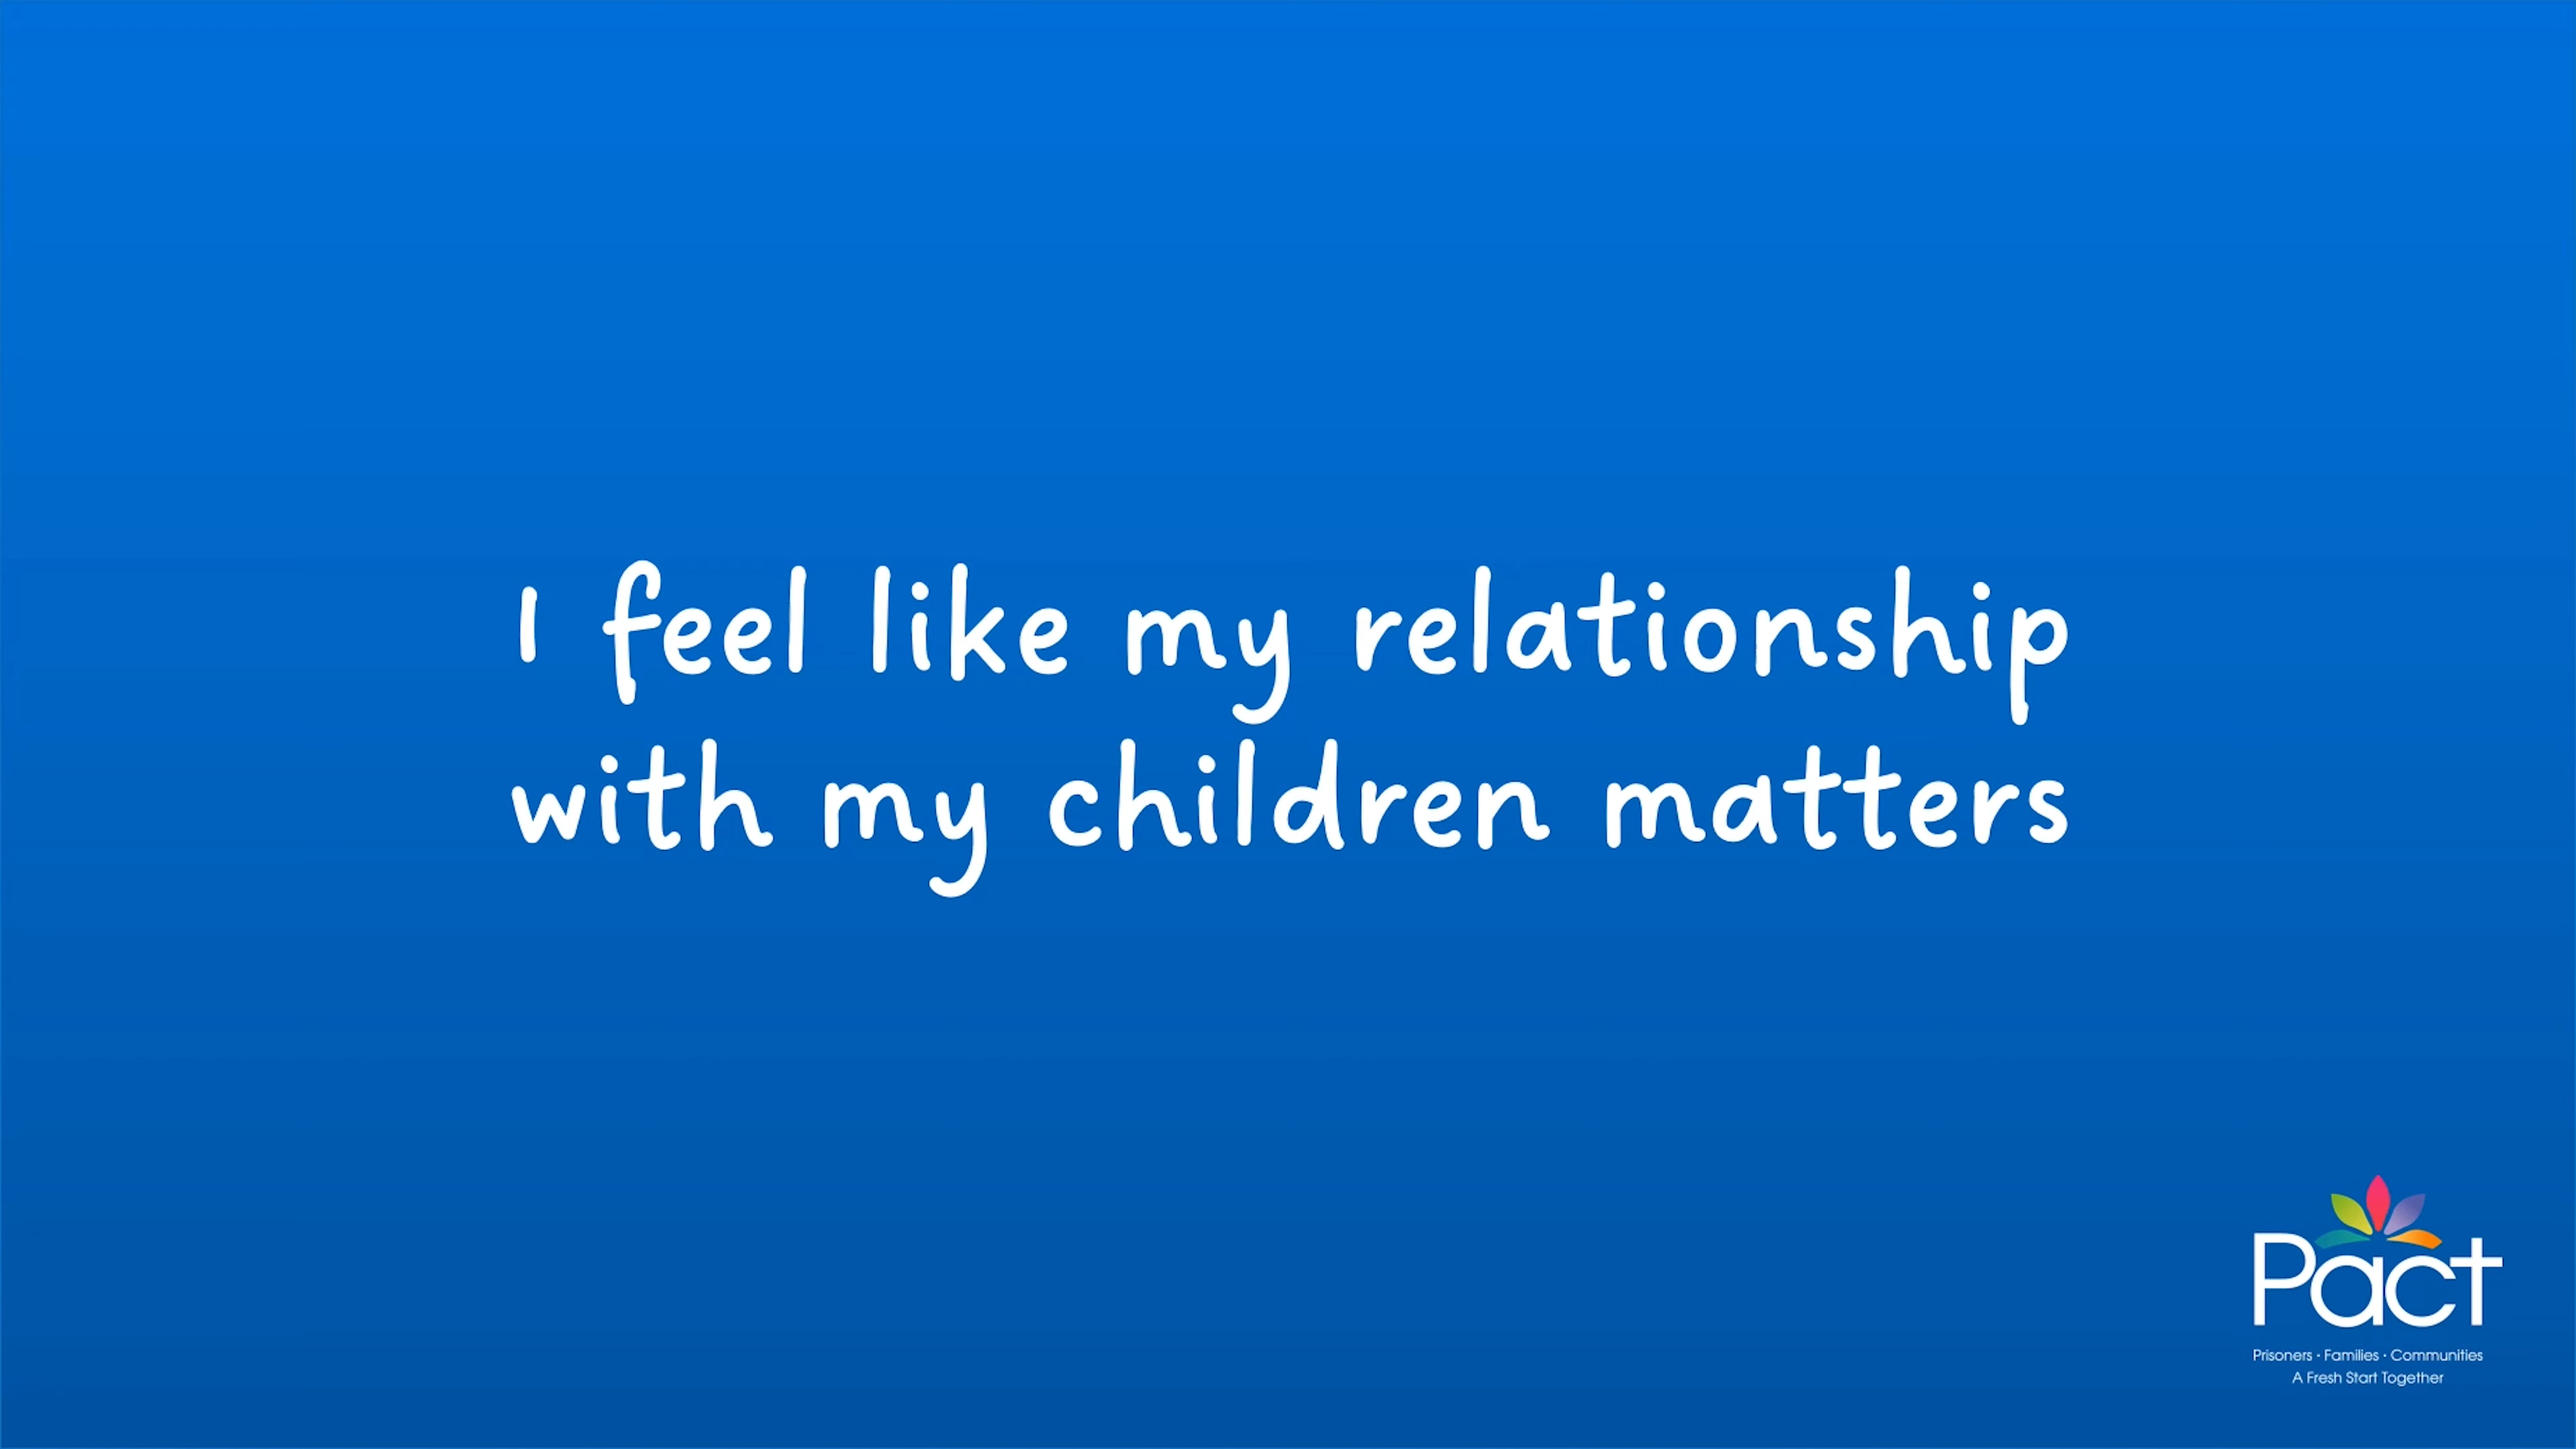 I feel like my relationship
with my children matters
Pact
Prisoners · Families · Communities
A Fresh Start Together